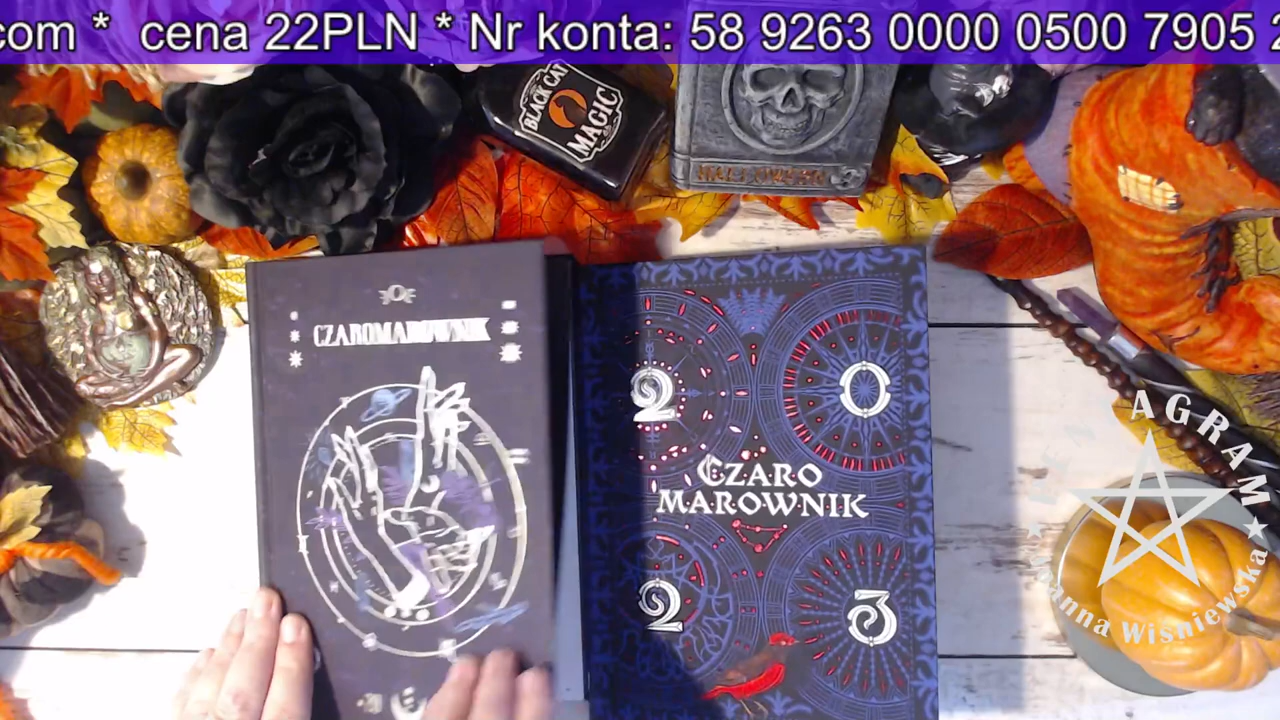 com * cena 22PLN * Nr konta: 58 9263 0000 0500 7905 2
BLACK CAT
MAGIC
HALLOWEEN
CZAROMAROWNIK
2 0
CZARO
MAROWNIK
2 3
AGRAM
Wiśniewska